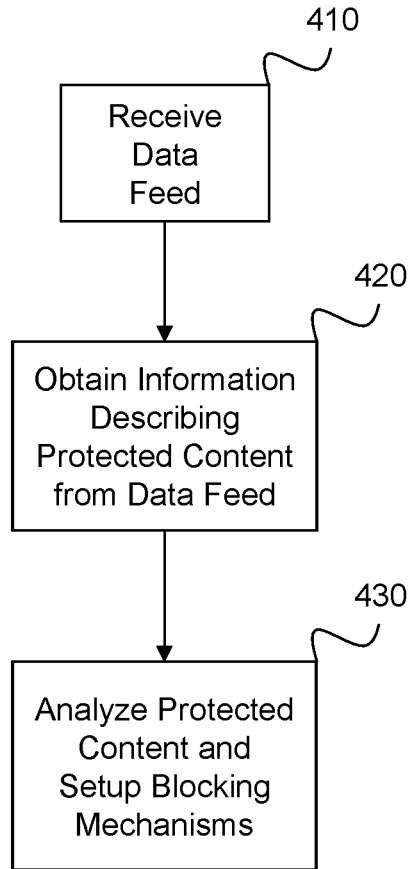 410
Receive
Data
Feed
420
Obtain Information
Describing
Protected Content
from Data Feed
430
Analyze Protected
Content and
Setup Blocking
Mechanisms